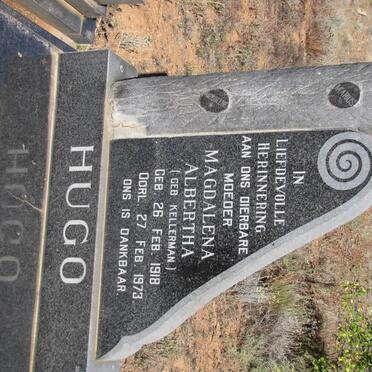 IN
LIEFDEVOLLE
HERINNERING
AAN ONS DIERBARE
MOEDER
MAGDALENA
ALBERTHA
(GEB. KELLERMAN.)
GEB. 26 FEB. 1918
OORL. 27 FEB. 1973
ONS IS DANKBAAR
HUGO